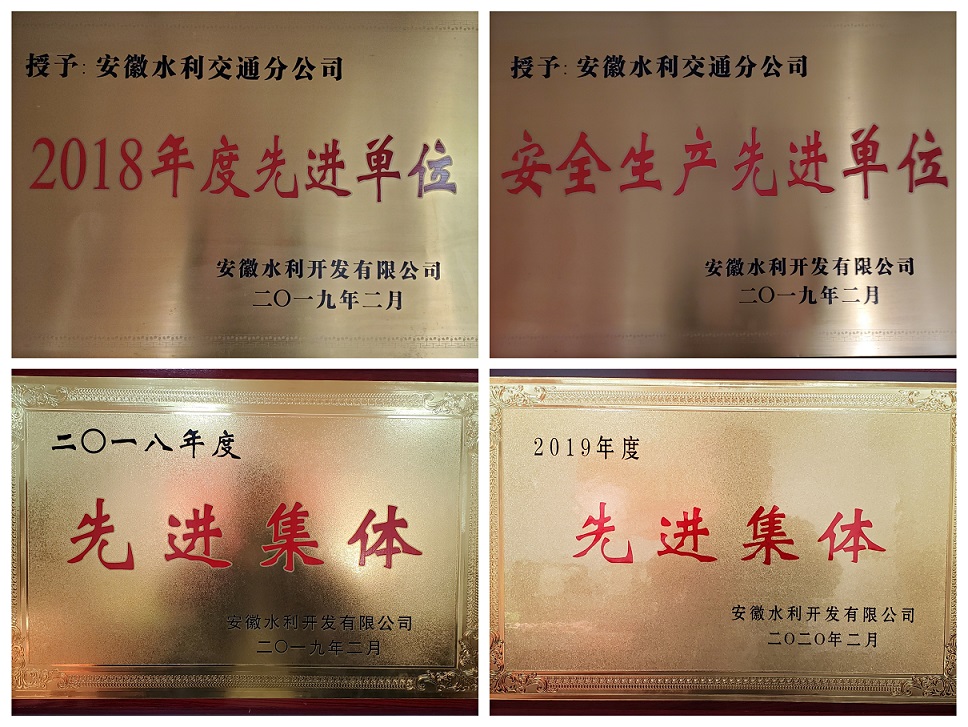 授予:安徽水利交通分公司
2018年度先进单位
安徽水利开发有限公司
二〇一九年二月
授予:安徽水利交通分公司
安全生产先进单位
安徽水利开发有限公司
二〇一九年二月
二〇一八年度
先进集体
安徽水利开发有限公司
二〇一九年二月
2019年度
先进集体
安徽水利开发有限公司
二〇二〇年二月